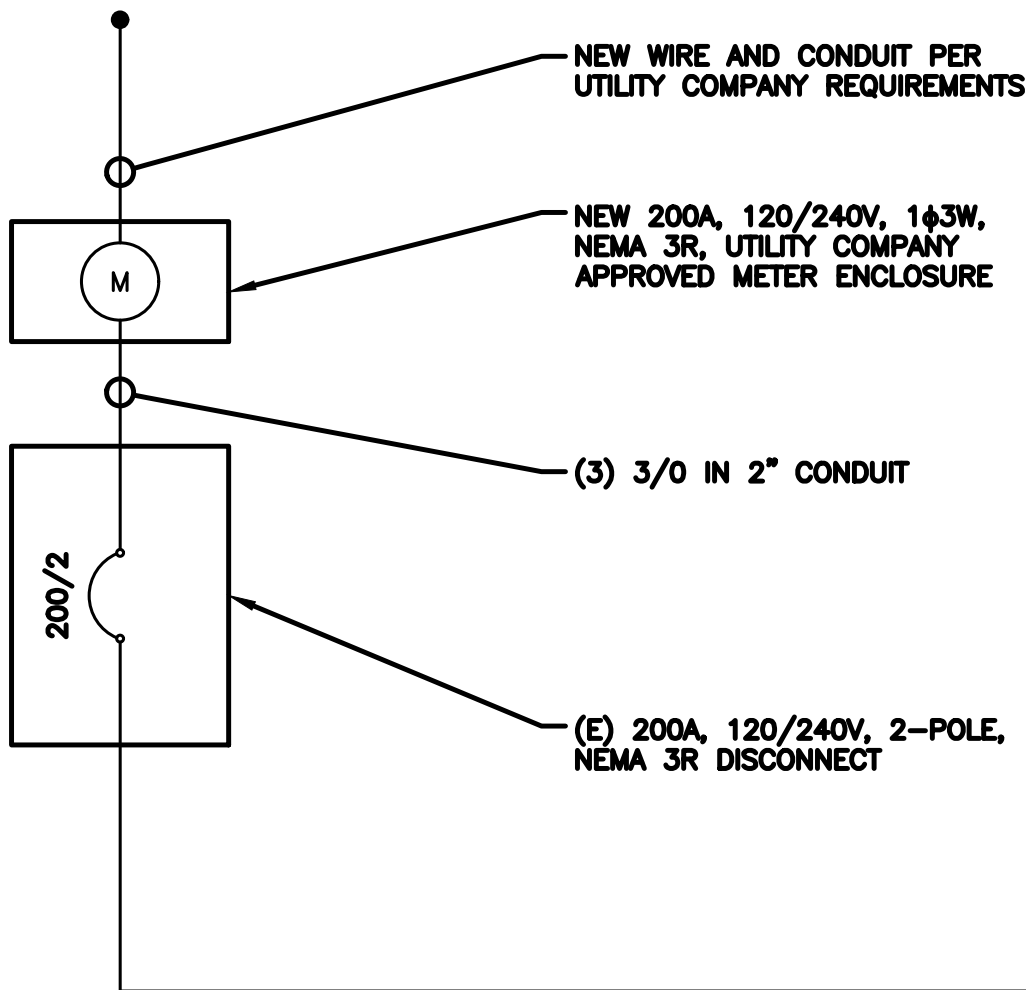 NEW WIRE AND CONDUIT PER
UTILITY COMPANY REQUIREMENTS
NEW 200A, 120/240V, 1ϕ3W,
NEMA 3R, UTILITY COMPANY
APPROVED METER ENCLOSURE
M
(3) 3/0 IN 2" CONDUIT
200/2
(E) 200A, 120/240V, 2-POLE,
NEMA 3R DISCONNECT